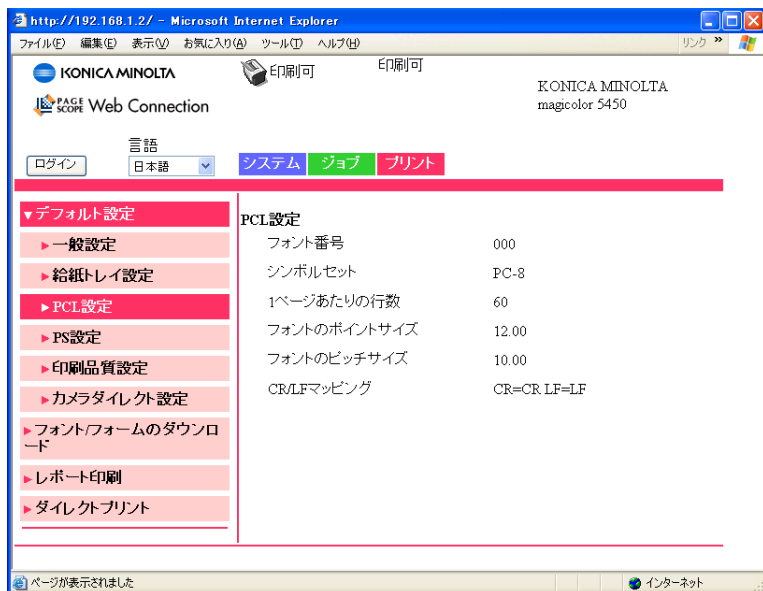 http://192.168.1.2/ - Microsoft Internet Explorer
ファイル(F) 編集(E) 表示(V) お気に入り(A) ツール(T) ヘルプ(H) リンク »
KONICA MINOLTA
印刷可
印刷可
KONICA MINOLTA
magicolor 5450
PAGE SCOPE Web Connection
言語
ログイン
日本語
システム
ジョブ
プリント
▼デフォルト設定
▶一般設定
▶給紙トレイ設定
▶PCL設定
▶PS設定
▶印刷品質設定
▶カメラダイレクト設定
▶フォント/フォームのダウンロ
ード
▶レポート印刷
▶ダイレクトプリント
PCL設定
フォント番号 000
シンボルセット PC-8
1ページあたりの行数 60
フォントのポイントサイズ 12.00
フォントのピッチサイズ 10.00
CR/LFマッピング CR=CR LF=LF
ページが表示されました
インターネット